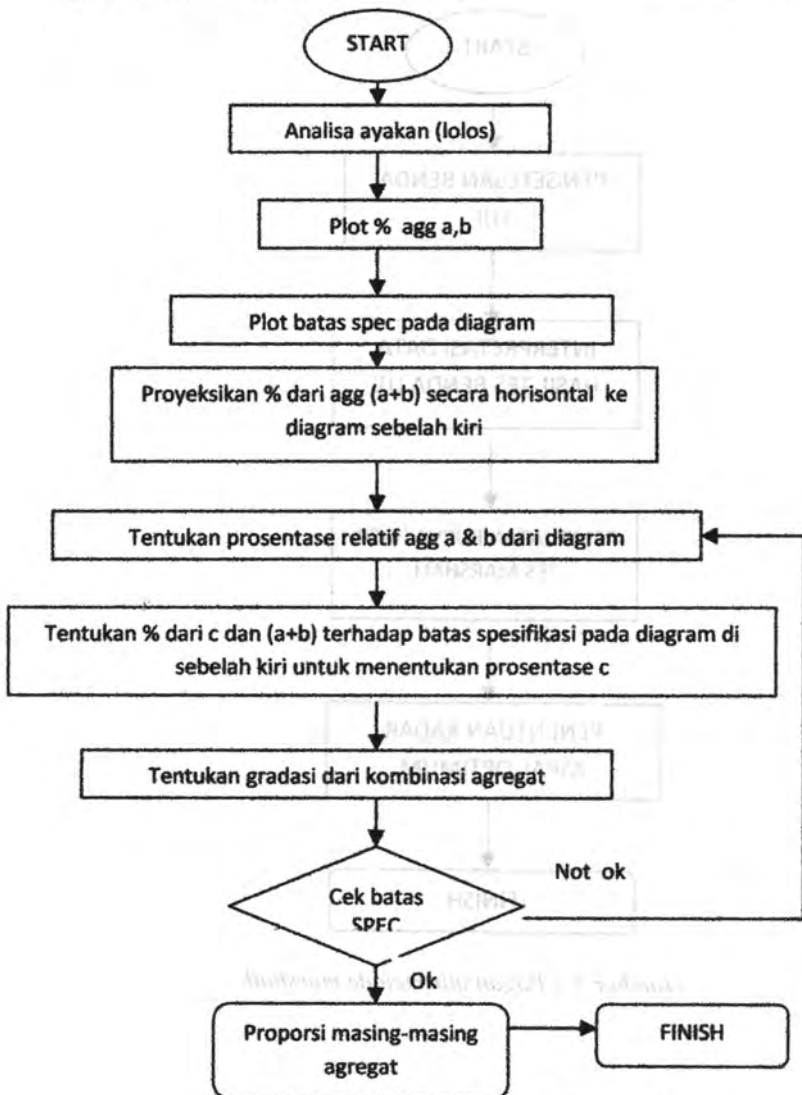 START
Analisa ayakan (lolos)
Plot % agg a,b
Plot batas spec pada diagram
Proyeksikan % dari agg (a+b) secara horisontal ke
diagram sebelah kiri
Tentukan prosentase relatif agg a & b dari diagram
Tentukan % dari c dan (a+b) terhadap batas spesifikasi pada diagram di
sebelah kiri untuk menentukan prosentase c
Tentukan gradasi dari kombinasi agregat
Cek batas
SPEC
Not ok
Ok
Proporsi masing-masing
agregat
FINISH